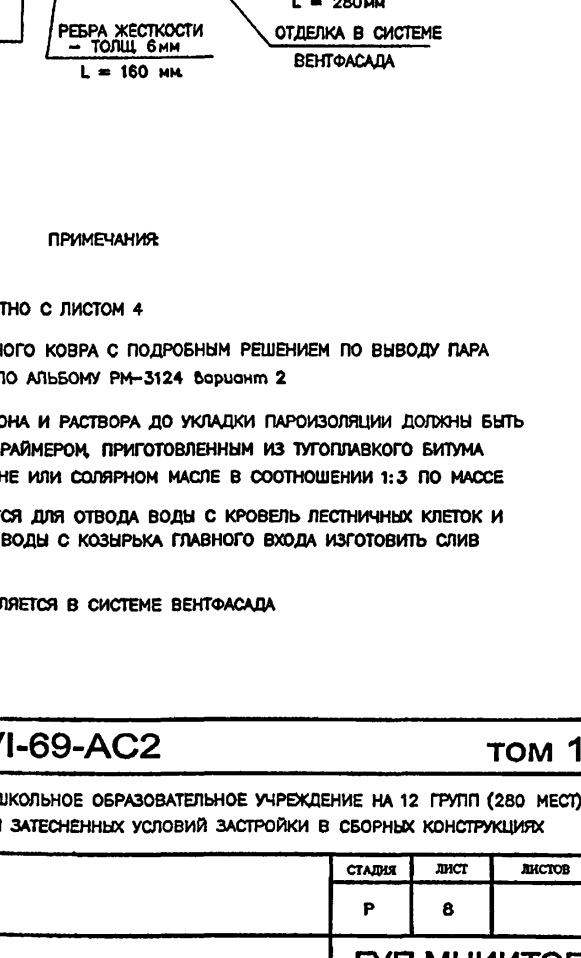 L = 280мм
РЕБРА ЖЕСТКОСТИ
– ТОЛЩ 6мм
L = 160 мм.
ОТДЕЛКА В СИСТЕМЕ
ВЕНТФАСАДА
ПРИМЕЧАНИЯ:
ТНО С ЛИСТОМ 4
НОГО КОВРА С ПОДРОБНЫМ РЕШЕНИЕМ ПО ВЫВОДУ ПАРА
ПО АЛЬБОМУ РМ–3124 вариант 2
ОНА И РАСТВОРА ДО УКЛАДКИ ПАРОИЗОЛЯЦИИ ДОЛЖНЫ БЫТЬ
РАЙМЕРОМ, ПРИГОТОВЛЕННЫМ ИЗ ТУГОПЛАВКОГО БИТУМА
НЕ ИЛИ СОЛЯРНОМ МАСЛЕ В СООТНОШЕНИИ 1:3 ПО МАССЕ
ТСЯ ДЛЯ ОТВОДА ВОДЫ С КРОВЕЛЬ ЛЕСТНИЧНЫХ КЛЕТОК И
ВОДЫ С КОЗЫРЬКА ГЛАВНОГО ВХОДА ИЗГОТОВИТЬ СЛИВ
ЛЯЕТСЯ В СИСТЕМЕ ВЕНТФАСАДА
VI-69-АС2
ТОМ 1
ШКОЛЬНОЕ ОБРАЗОВАТЕЛЬНОЕ УЧРЕЖДЕНИЕ НА 12 ГРУПП (280 МЕСТ)
ЗАТЕСНЕННЫХ УСЛОВИЙ ЗАСТРОЙКИ В СБОРНЫХ КОНСТРУКЦИЯХ
СТАДИЯ ЛИСТ ЛИСТОВ
Р 8